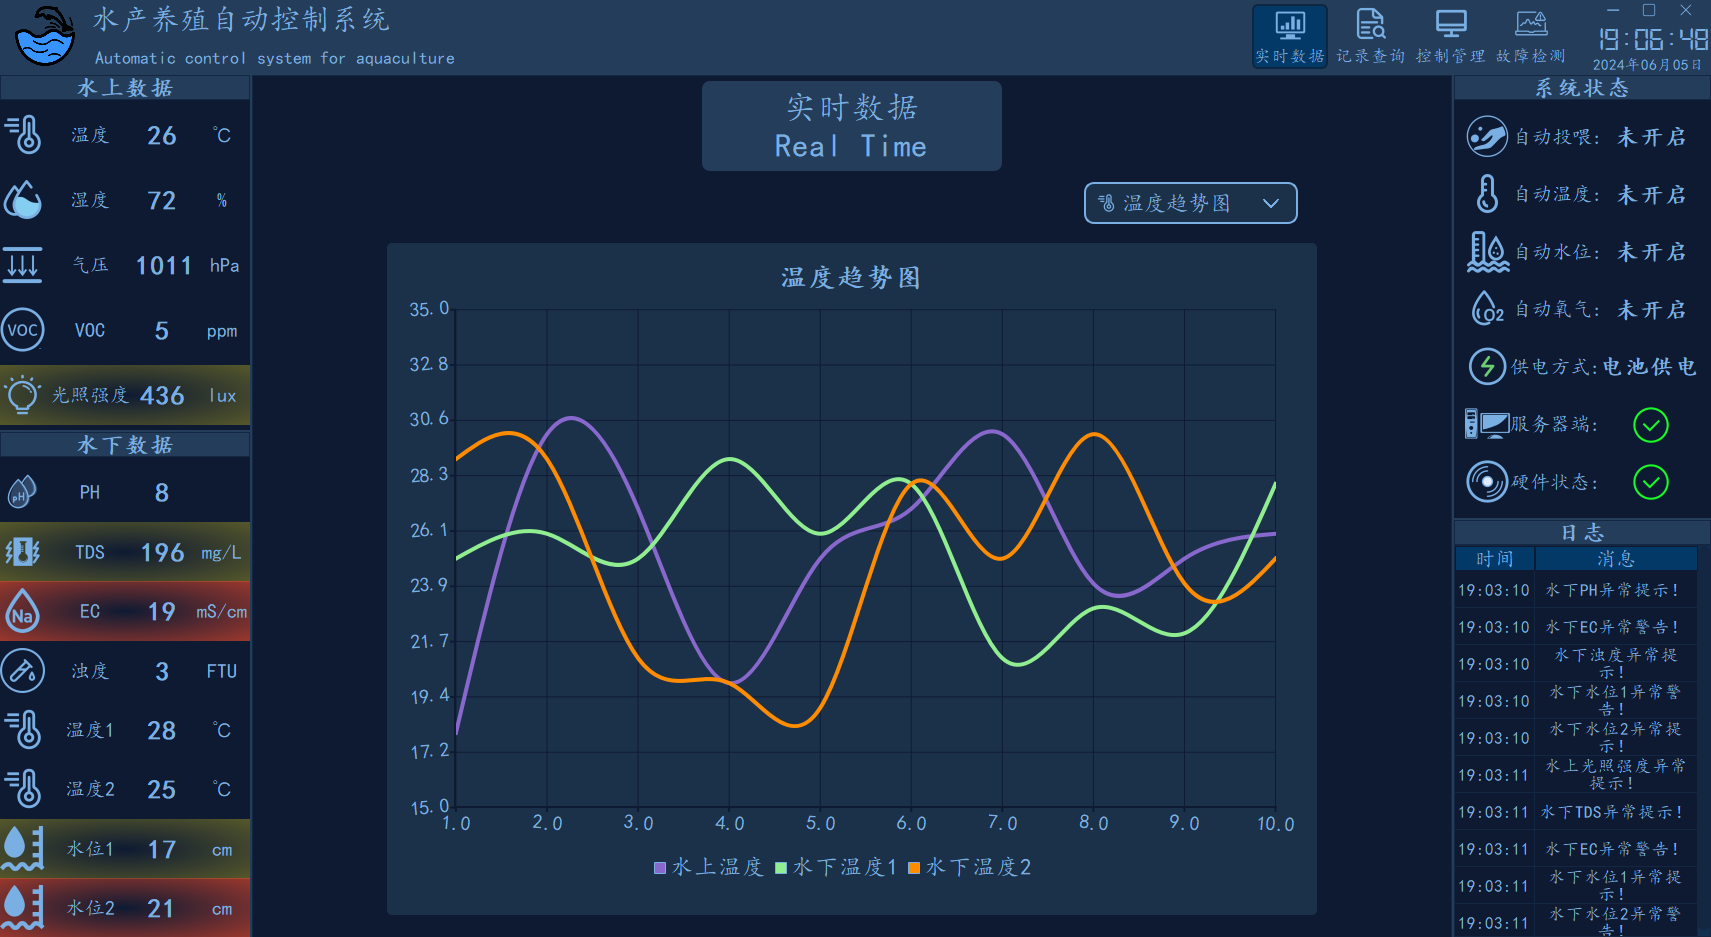 水产养殖自动控制系统
Automatic control system for aquaculture
实时数据
记录查询
控制管理
故障检测
19:06:48
2024年06月05日
水上数据
温度 26 ℃
湿度 72 %
气压 1011 hPa
VOC VOC 5 ppm
光照强度 436 lux
水下数据
pH PH 8
TDS 196 mg/L
Na EC 19 mS/cm
浊度 3 FTU
温度1 28 ℃
温度2 25 ℃
水位1 17 cm
水位2 21 cm
实时数据
Real Time
温度趋势图
温度趋势图
35.0
32.8
30.6
28.3
26.1
23.9
21.7
19.4
17.2
15.0
1.0 2.0 3.0 4.0 5.0 6.0 7.0 8.0 9.0 10.0
水上温度 水下温度1 水下温度2
系统状态
自动投喂: 未开启
自动温度: 未开启
自动水位: 未开启
O2 自动氧气: 未开启
供电方式: 电池供电
服务器端:
硬件状态:
日志
时间 消息
19:03:10 水下PH异常提示!
19:03:10 水下EC异常警告!
19:03:10 水下浊度异常提
示!
19:03:10 水下水位1异常警
告!
19:03:10 水下水位2异常提
示!
19:03:11 水上光照强度异常
提示!
19:03:11 水下TDS异常提示!
19:03:11 水下EC异常警告!
19:03:11 水下水位1异常提
示!
19:03:11 水下水位2异常警
告!